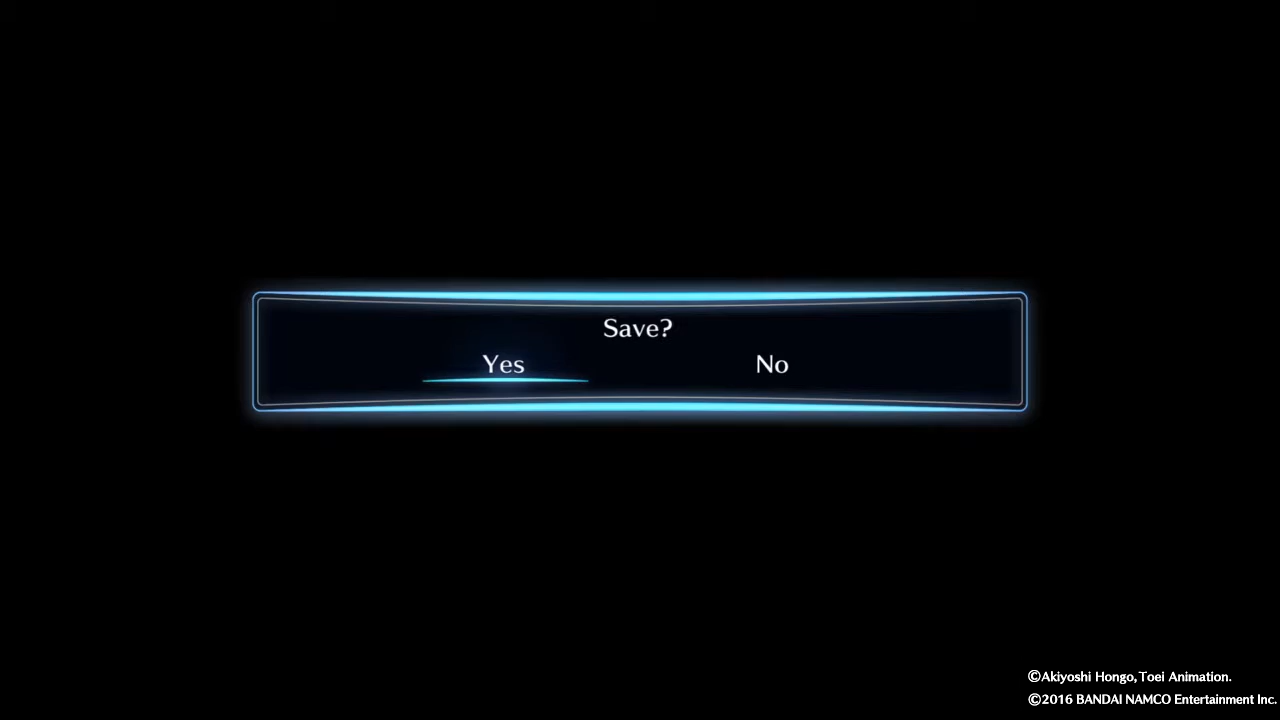 Save?
Yes No
©Akiyoshi Hongo, Toei Animation.
©2016 BANDAI NAMCO Entertainment Inc.